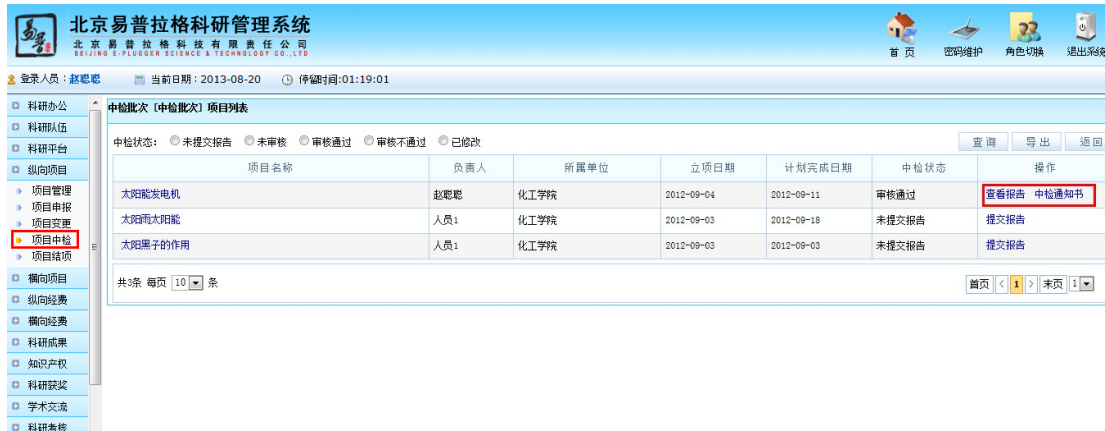 北京易普拉格科研管理系统
北京易普拉格科技有限责任公司
BEIJING E-PLUGGER SCIENCE & TECHNOLOGY CO.,LTD
首 页 密码维护 角色切换 退出系统
登录人员：赵聪聪 当前日期：2013-08-20 停留时间:01:19:01
科研办公
科研队伍
科研平台
纵向项目
项目管理
项目申报
项目变更
项目中检
项目结项
横向项目
纵向经费
横向经费
科研成果
知识产权
科研获奖
学术交流
科研考核
中检批次 [中检批次] 项目列表
中检状态： 未提交报告 未审核 审核通过 审核不通过 已修改 查 询 导 出 返 回
项目名称 负责人 所属单位 立项日期 计划完成日期 中检状态 操作
太阳能发电机 赵聪聪 化工学院 2012-09-04 2012-09-11 审核通过 查看报告 中检通知书
太阳雨太阳能 人员1 化工学院 2012-09-03 2012-09-18 未提交报告 提交报告
太阳黑子的作用 人员1 化工学院 2012-09-03 2012-09-03 未提交报告 提交报告
共3条 每页 10 条 首页 < 1 > 末页 1